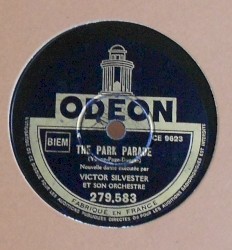 ODEON
BIEM
CE 9623
THE PARK PARADE
Nouvelle danse exécutée par
VICTOR SILVESTER
ET SON ORCHESTRE
279,583
FABRIQUÉ EN FRANCE